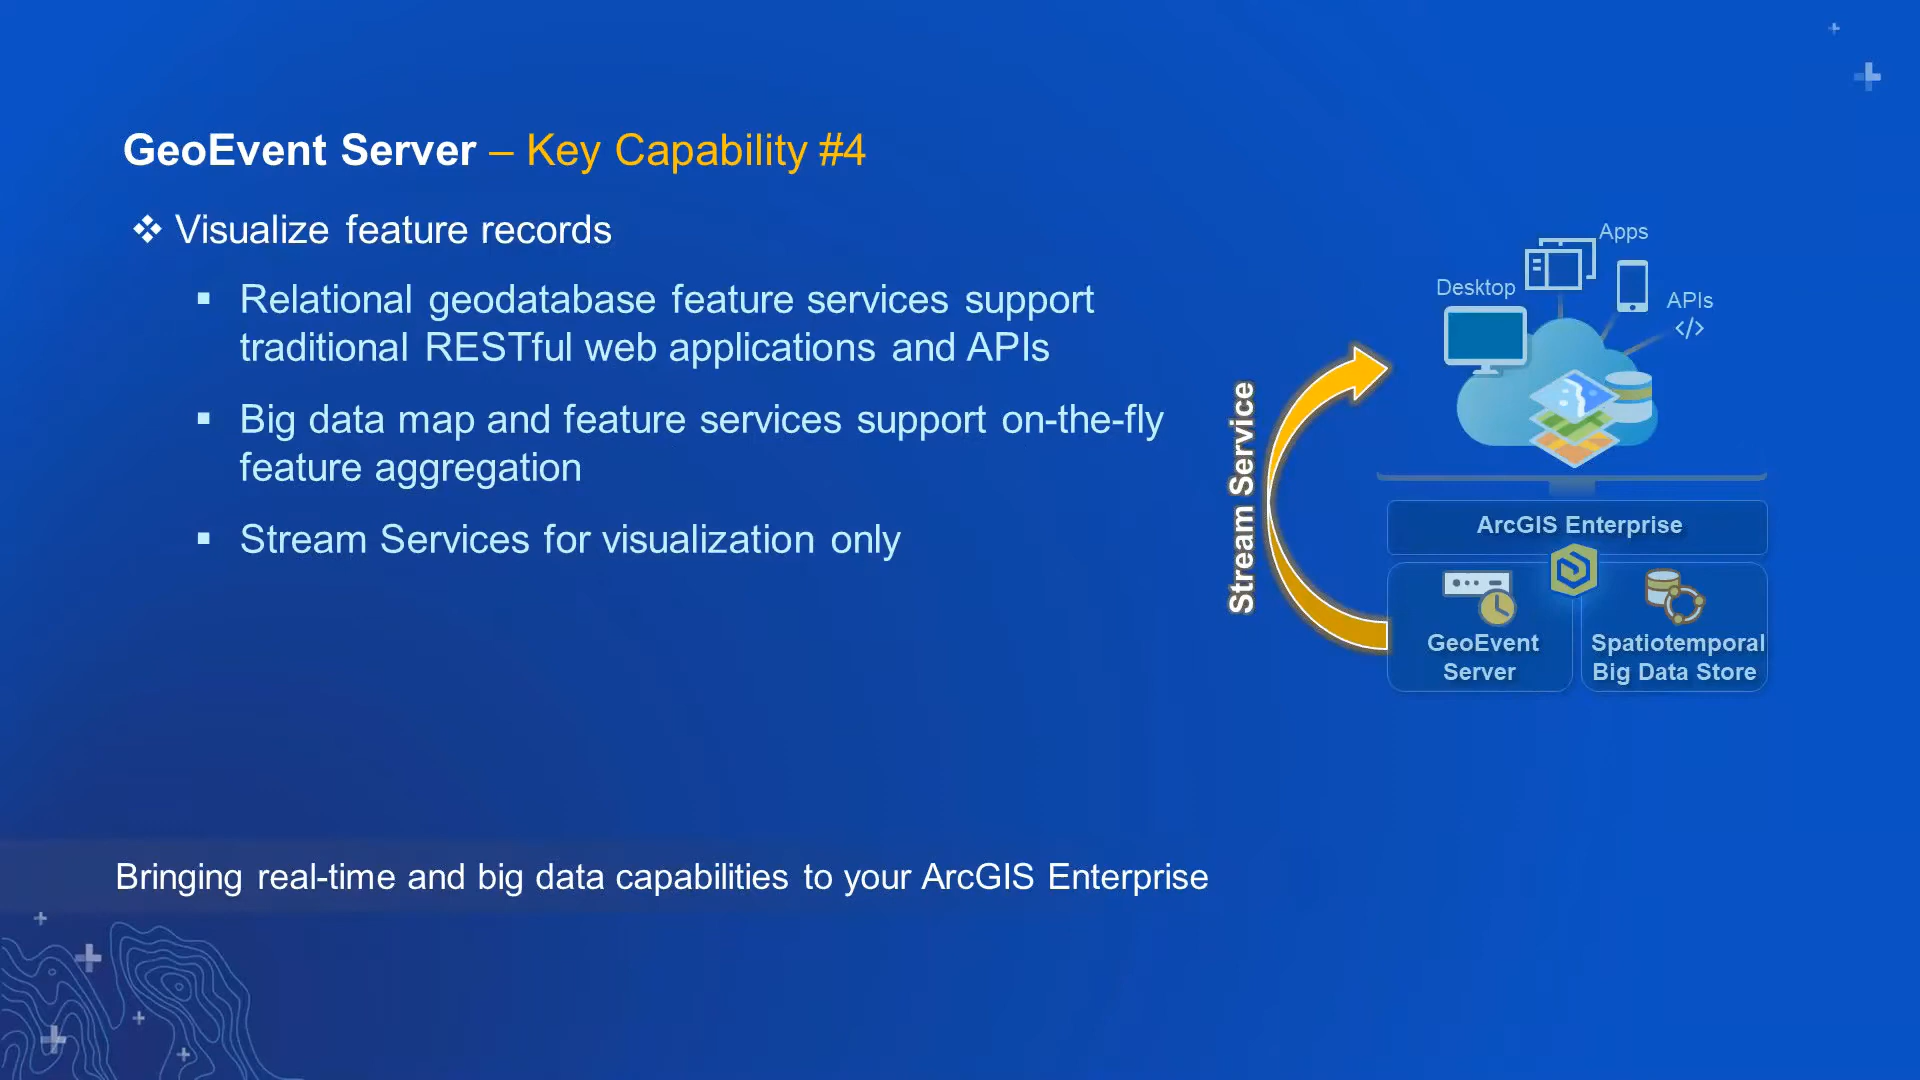 GeoEvent Server – Key Capability #4
❖ Visualize feature records
▪ Relational geodatabase feature services support
traditional RESTful web applications and APIs
▪ Big data map and feature services support on-the-fly
feature aggregation
▪ Stream Services for visualization only
Apps
Desktop
APIs
</>
Stream Service
ArcGIS Enterprise
GeoEvent
Server
Spatiotemporal
Big Data Store
Bringing real-time and big data capabilities to your ArcGIS Enterprise